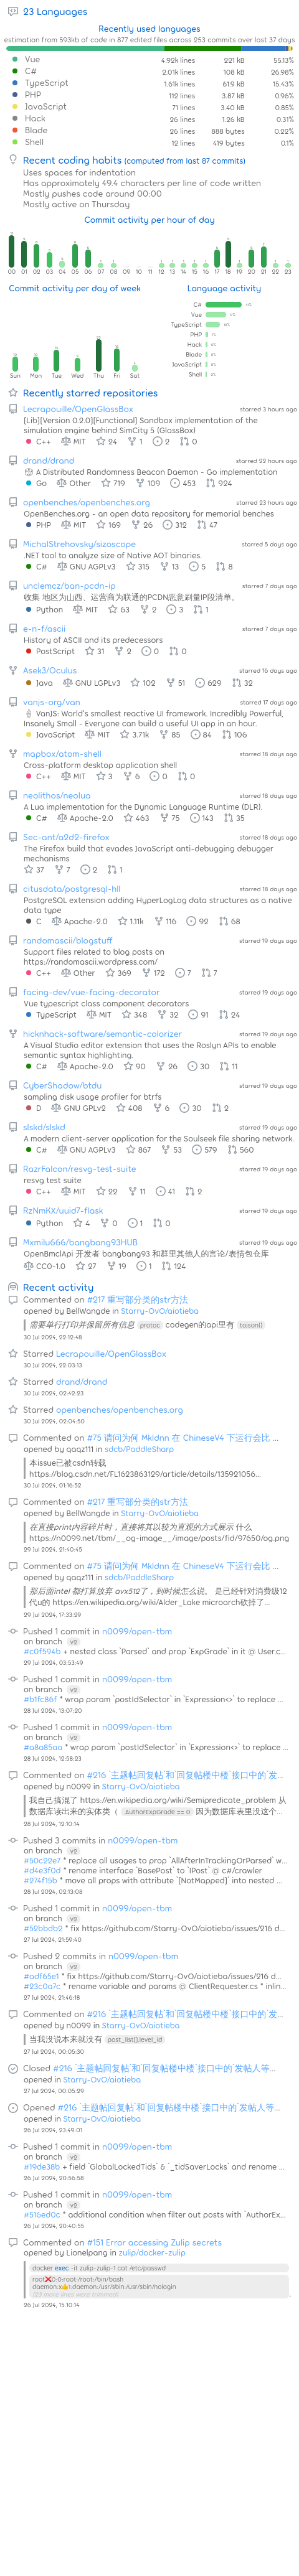 23 Languages
Recently used languages
estimation from 593kb of code in 877 edited files across 253 commits over last 37 days
Vue 4.92k lines 221 kB 55.13%
C# 2.01k lines 108 kB 26.98%
TypeScript 1.61k lines 61.9 kB 15.43%
PHP 112 lines 3.87 kB 0.96%
JavaScript 71 lines 3.40 kB 0.85%
Hack 26 lines 1.26 kB 0.31%
Blade 26 lines 888 bytes 0.22%
Shell 12 lines 419 bytes 0.1%
Recent coding habits (computed from last 87 commits)
Uses spaces for indentation
Has approximately 49.4 characters per line of code written
Mostly pushes code around 00:00
Mostly active on Thursday
Commit activity per hour of day
00 01 02 03 04 05 06 07 08 09 10 11 12 13 14 15 16 17 18 19 20 21 22 23
Commit activity per day of week
Sun Mon Tue Wed Thu Fri Sat
Language activity
C#
Vue
TypeScript
PHP
Hack
Blade
JavaScript
Shell
Recently starred repositories
Lecrapouille/OpenGlassBox starred 3 hours ago
[Lib][Version 0.2.0][Functional] Sandbox implementation of the
simulation engine behind SimCity 5 (GlassBox)
C++ MIT 24 1 2 0
drand/drand starred 22 hours ago
🎲 A Distributed Randomness Beacon Daemon - Go implementation
Go Other 719 109 453 924
openbenches/openbenches.org starred 23 hours ago
OpenBenches.org - an open data repository for memorial benches
PHP MIT 169 26 312 47
MichalStrehovsky/sizoscope starred 5 days ago
.NET tool to analyze size of Native AOT binaries.
C# GNU AGPLv3 315 13 5 8
unclemcz/ban-pcdn-ip starred 7 days ago
收集 地区为山西、运营商为联通的PCDN恶意刷量IP段清单。
Python MIT 63 2 3 1
e-n-f/ascii starred 7 days ago
History of ASCII and its predecessors
PostScript 31 2 0 0
Asek3/Oculus starred 16 days ago
Java GNU LGPLv3 102 51 629 32
vanjs-org/van starred 17 days ago
🍦 VanJS: World's smallest reactive UI framework. Incredibly Powerful,
Insanely Small - Everyone can build a useful UI app in an hour.
JavaScript MIT 3.71k 85 84 106
mapbox/atom-shell starred 18 days ago
Cross-platform desktop application shell
C++ MIT 3 6 0 0
neolithos/neolua starred 18 days ago
A Lua implementation for the Dynamic Language Runtime (DLR).
C# Apache-2.0 463 75 143 35
Sec-ant/a2d2-firefox starred 18 days ago
The Firefox build that evades JavaScript anti-debugging debugger
mechanisms
37 7 2 1
citusdata/postgresql-hll starred 18 days ago
PostgreSQL extension adding HyperLogLog data structures as a native
data type
C Apache-2.0 1.11k 116 92 68
randomascii/blogstuff starred 19 days ago
Support files related to blog posts on
https://randomascii.wordpress.com/
C++ Other 369 172 7 7
facing-dev/vue-facing-decorator starred 19 days ago
Vue typescript class component decorators
TypeScript MIT 348 32 91 24
hicknhack-software/semantic-colorizer starred 19 days ago
A Visual Studio editor extension that uses the Roslyn APIs to enable
semantic syntax highlighting.
C# Apache-2.0 90 26 30 11
CyberShadow/btdu starred 19 days ago
sampling disk usage profiler for btrfs
D GNU GPLv2 408 6 30 2
slskd/slskd starred 19 days ago
A modern client-server application for the Soulseek file sharing network.
C# GNU AGPLv3 867 53 579 560
RazrFalcon/resvg-test-suite starred 19 days ago
resvg test suite
C++ MIT 22 11 41 2
RzNmKX/uuid7-flask starred 19 days ago
Python 4 0 1 0
Mxmilu666/bangbang93HUB starred 19 days ago
OpenBmclApi 开发者 bangbang93 和群里其他人的言论/表情包仓库
CC0-1.0 27 19 1 124
Recent activity
Commented on #217 重写部分类的str方法
opened by BellWangde in Starry-OvO/aiotieba
需要单行打印并保留所有信息 protoc codegen的api里有 tojson()
30 Jul 2024, 22:12:48
Starred Lecrapouille/OpenGlassBox
30 Jul 2024, 22:03:13
Starred drand/drand
30 Jul 2024, 02:42:23
Starred openbenches/openbenches.org
30 Jul 2024, 02:04:50
Commented on #75 请问为何 Mkldnn 在 ChineseV4 下运行会比 ...
opened by qaqz111 in sdcb/PaddleSharp
本issue已被csdn转载
https://blog.csdn.net/FL1623863129/article/details/135921056...
30 Jul 2024, 01:16:52
Commented on #217 重写部分类的str方法
opened by BellWangde in Starry-OvO/aiotieba
在直接print内容碎片时，直接将其以较为直观的方式展示 什么
https://n0099.net/tbm/__og-image__/image/posts/fid/97650/og.png
29 Jul 2024, 21:40:45
Commented on #75 请问为何 Mkldnn 在 ChineseV4 下运行会比 ...
opened by qaqz111 in sdcb/PaddleSharp
那后面intel 都打算放弃 avx512了，到时候怎么说。 是已经针对消费级12
代u的 https://en.wikipedia.org/wiki/Alder_Lake microarch砍掉了...
29 Jul 2024, 17:33:29
Pushed 1 commit in n0099/open-tbm
on branch v2
#c0f594b + nested class `Parsed` and prop `ExpGrade` in it @ User.c...
29 Jul 2024, 03:53:49
Pushed 1 commit in n0099/open-tbm
on branch v2
#b1fc86f * wrap param `postIdSelector` in `Expression<>` to replace ...
28 Jul 2024, 13:07:20
Pushed 1 commit in n0099/open-tbm
on branch v2
#a8a85aa * wrap param `postIdSelector` in `Expression<>` to replace ...
28 Jul 2024, 12:58:23
Commented on #216 `主题帖回复帖`和`回复帖楼中楼`接口中的`发...
opened by n0099 in Starry-OvO/aiotieba
我自己搞混了 https://en.wikipedia.org/wiki/Semipredicate_problem 从
数据库读出来的实体类（ .AuthorExpGrade == 0 因为数据库表里没这个...
28 Jul 2024, 12:10:14
Pushed 3 commits in n0099/open-tbm
on branch v2
#50c22e7 * replace all usages to prop `AllAfterInTrackingOrParsed` w...
#d4e3f0d * rename interface `BasePost` to `IPost` @ c#/crawler
#274f15b * move all props with attribute `[NotMapped]` into nested ...
28 Jul 2024, 02:13:08
Pushed 1 commit in n0099/open-tbm
on branch v2
#52bbdb2 * fix https://github.com/Starry-OvO/aiotieba/issues/216 d...
27 Jul 2024, 21:59:40
Pushed 2 commits in n0099/open-tbm
on branch v2
#adf65e1 * fix https://github.com/Starry-OvO/aiotieba/issues/216 d...
#23c0a7c * rename variable and params @ ClientRequester.cs * inlin...
27 Jul 2024, 21:46:18
Commented on #216 `主题帖回复帖`和`回复帖楼中楼`接口中的`发...
opened by n0099 in Starry-OvO/aiotieba
当我没说本来就没有 .post_list[].level_id
27 Jul 2024, 00:05:30
Closed #216 `主题帖回复帖`和`回复帖楼中楼`接口中的`发帖人等...
opened in Starry-OvO/aiotieba
27 Jul 2024, 00:05:29
Opened #216 `主题帖回复帖`和`回复帖楼中楼`接口中的`发帖人等...
opened in Starry-OvO/aiotieba
26 Jul 2024, 23:49:01
Pushed 1 commit in n0099/open-tbm
on branch v2
#19de38b + field `GlobalLockedTids` & `_tidSaverLocks` and rename ...
26 Jul 2024, 20:56:58
Pushed 1 commit in n0099/open-tbm
on branch v2
#516ed0c * additional condition when filter out posts with `AuthorEx...
26 Jul 2024, 20:40:55
Commented on #151 Error accessing Zulip secrets
opened by Lionelpang in zulip/docker-zulip
docker exec -it zulip-zulip-1 cat /etc/passwd
root❌0:0:root:/root:/bin/bash
daemon:x👍1:daemon:/usr/sbin:/usr/sbin/nologin
(23 more lines were trimmed)
26 Jul 2024, 15:10:14